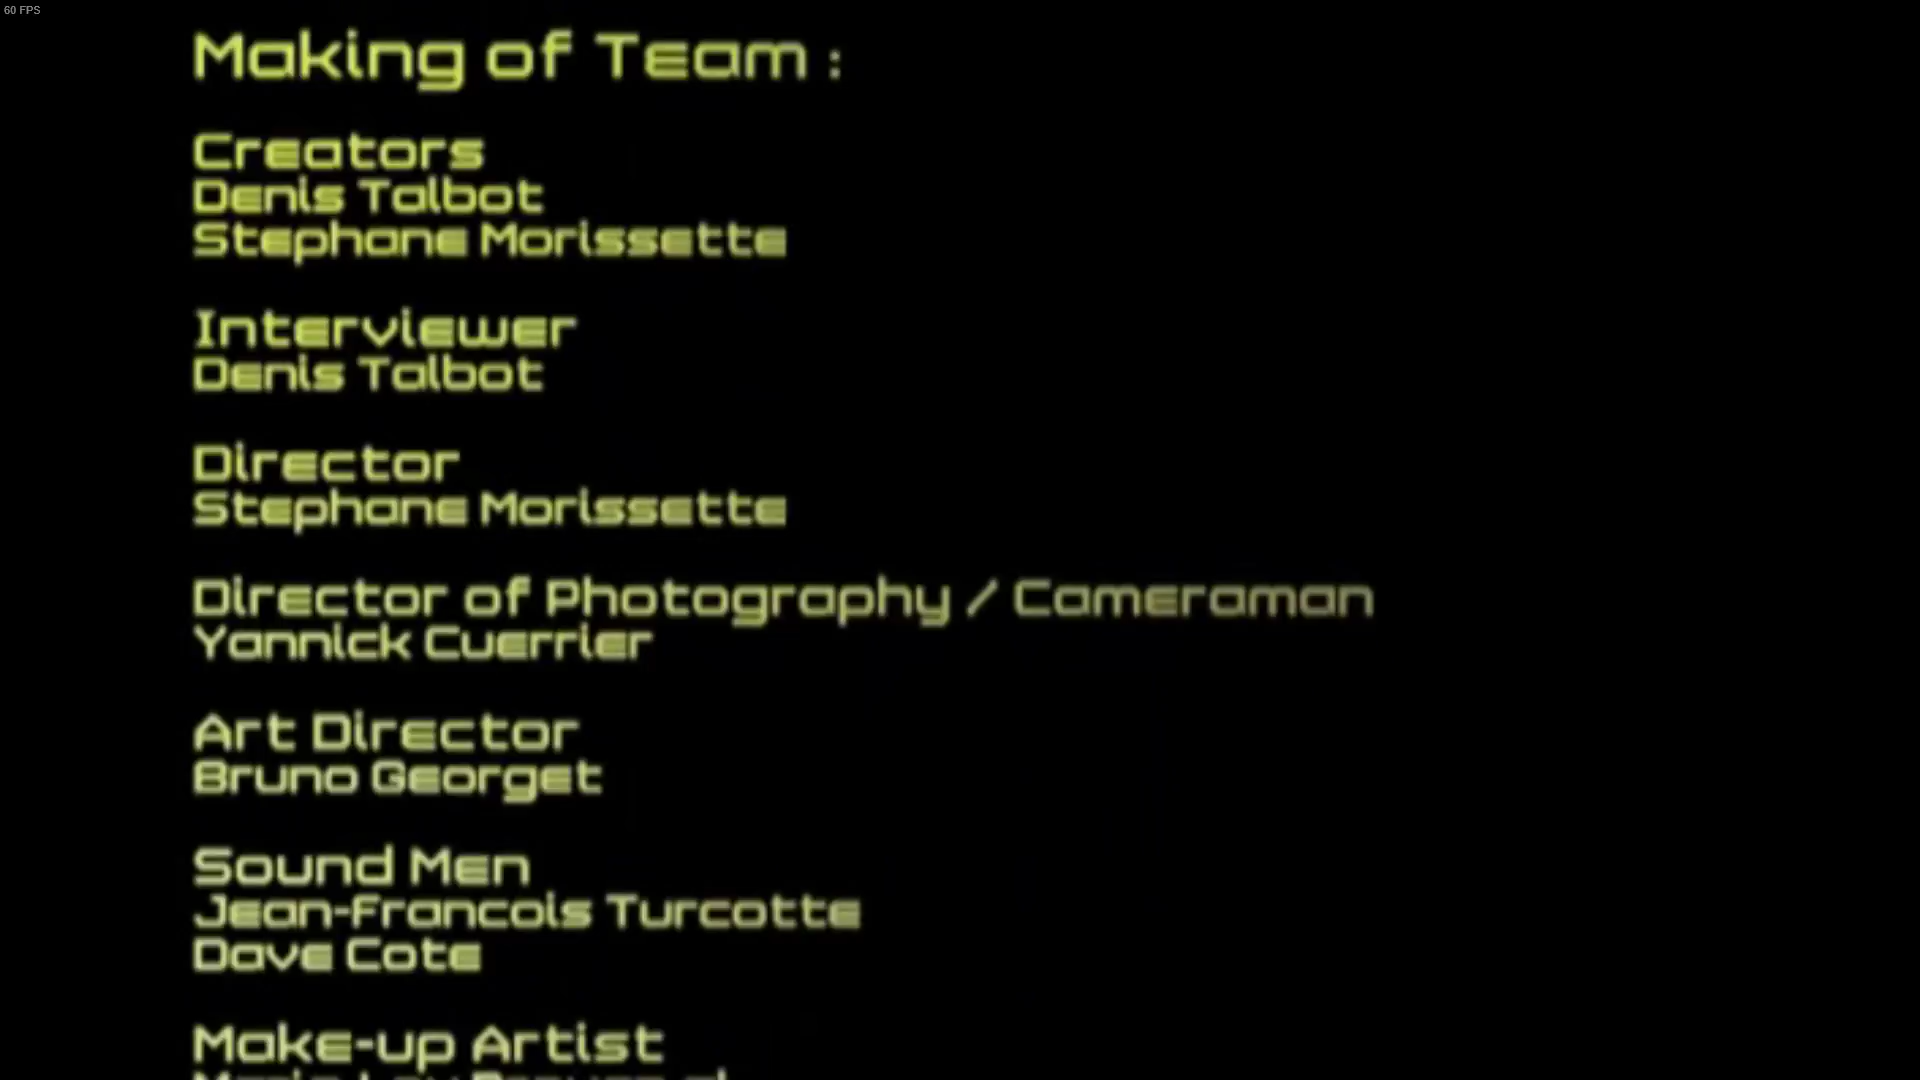 60 FPS
Making of Team :
Creators
Denis Talbot
Stephane Morissette
Interviewer
Denis Talbot
Director
Stephane Morissette
Director of Photography / Cameraman
Yannick Cuerrier
Art Director
Bruno Georget
Sound Men
Jean-Francois Turcotte
Dave Cote
Make-up Artist